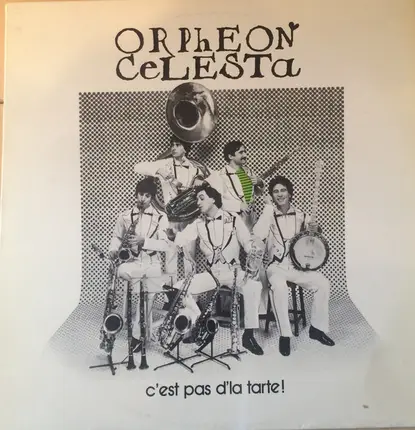 ORPhEON
CeLESTa
c'est pas d'la tarte!